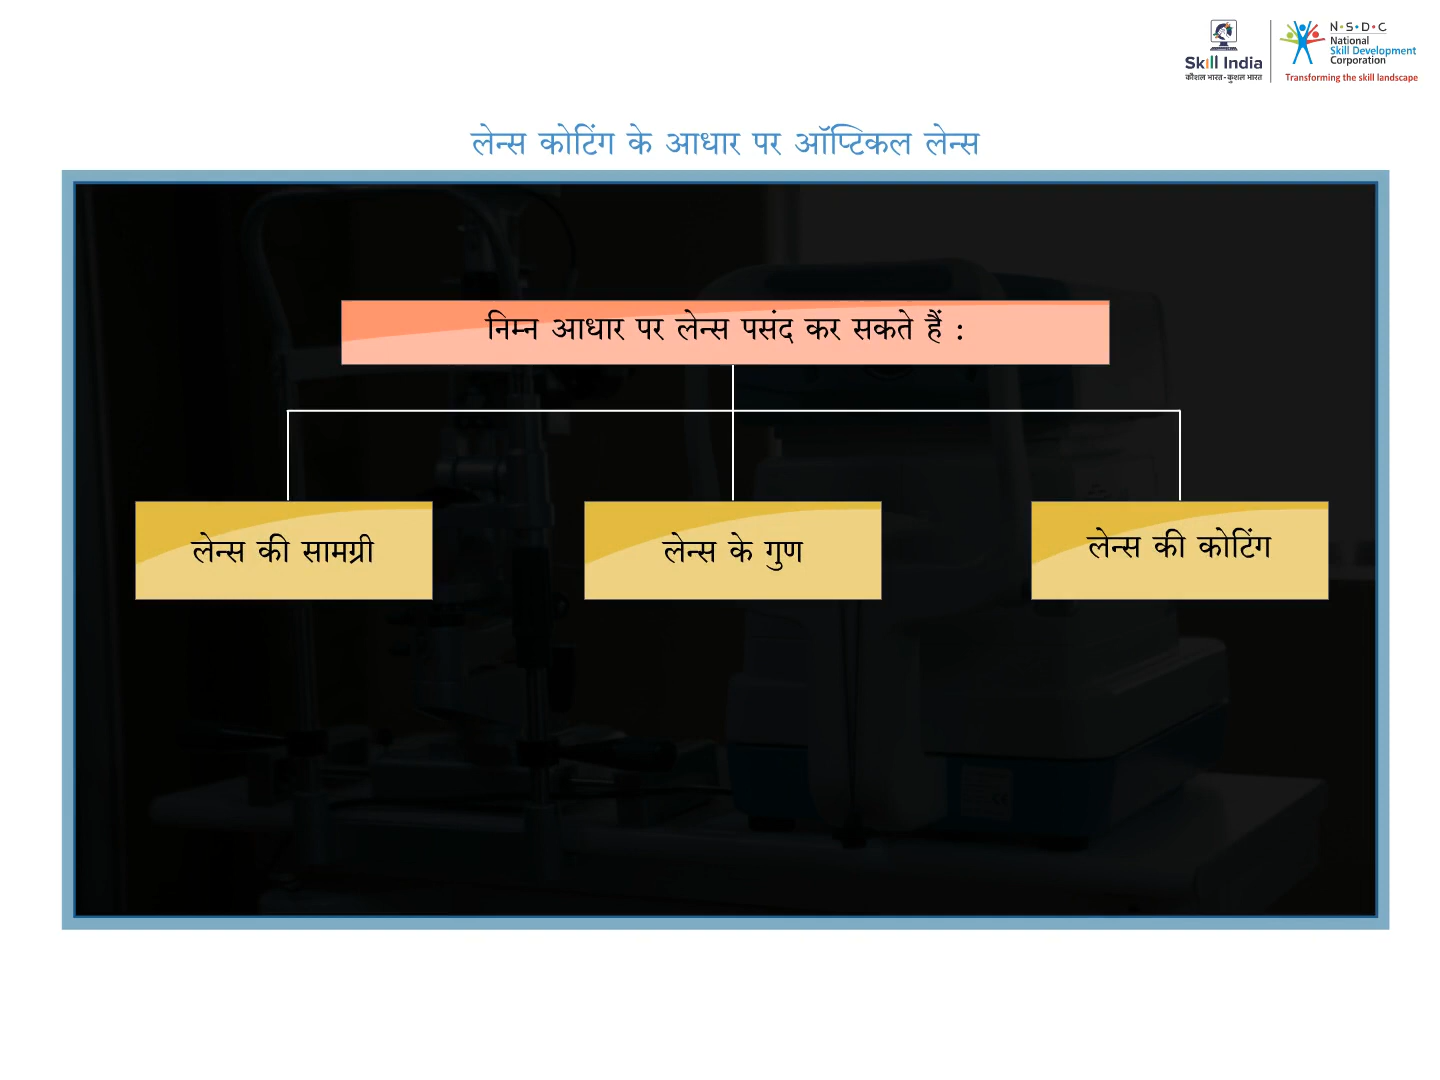 N·S·D·C
National
Skill Development
Corporation
Skill India
कौशल भारत-कुशल भारत
Transforming the skill landscape
लेन्स कोटिंग के आधार पर ऑप्टिकल लेन्स
निम्न आधार पर लेन्स पसंद कर सकते हैं :
लेन्स की सामग्री
लेन्स के गुण
लेन्स की कोटिंग